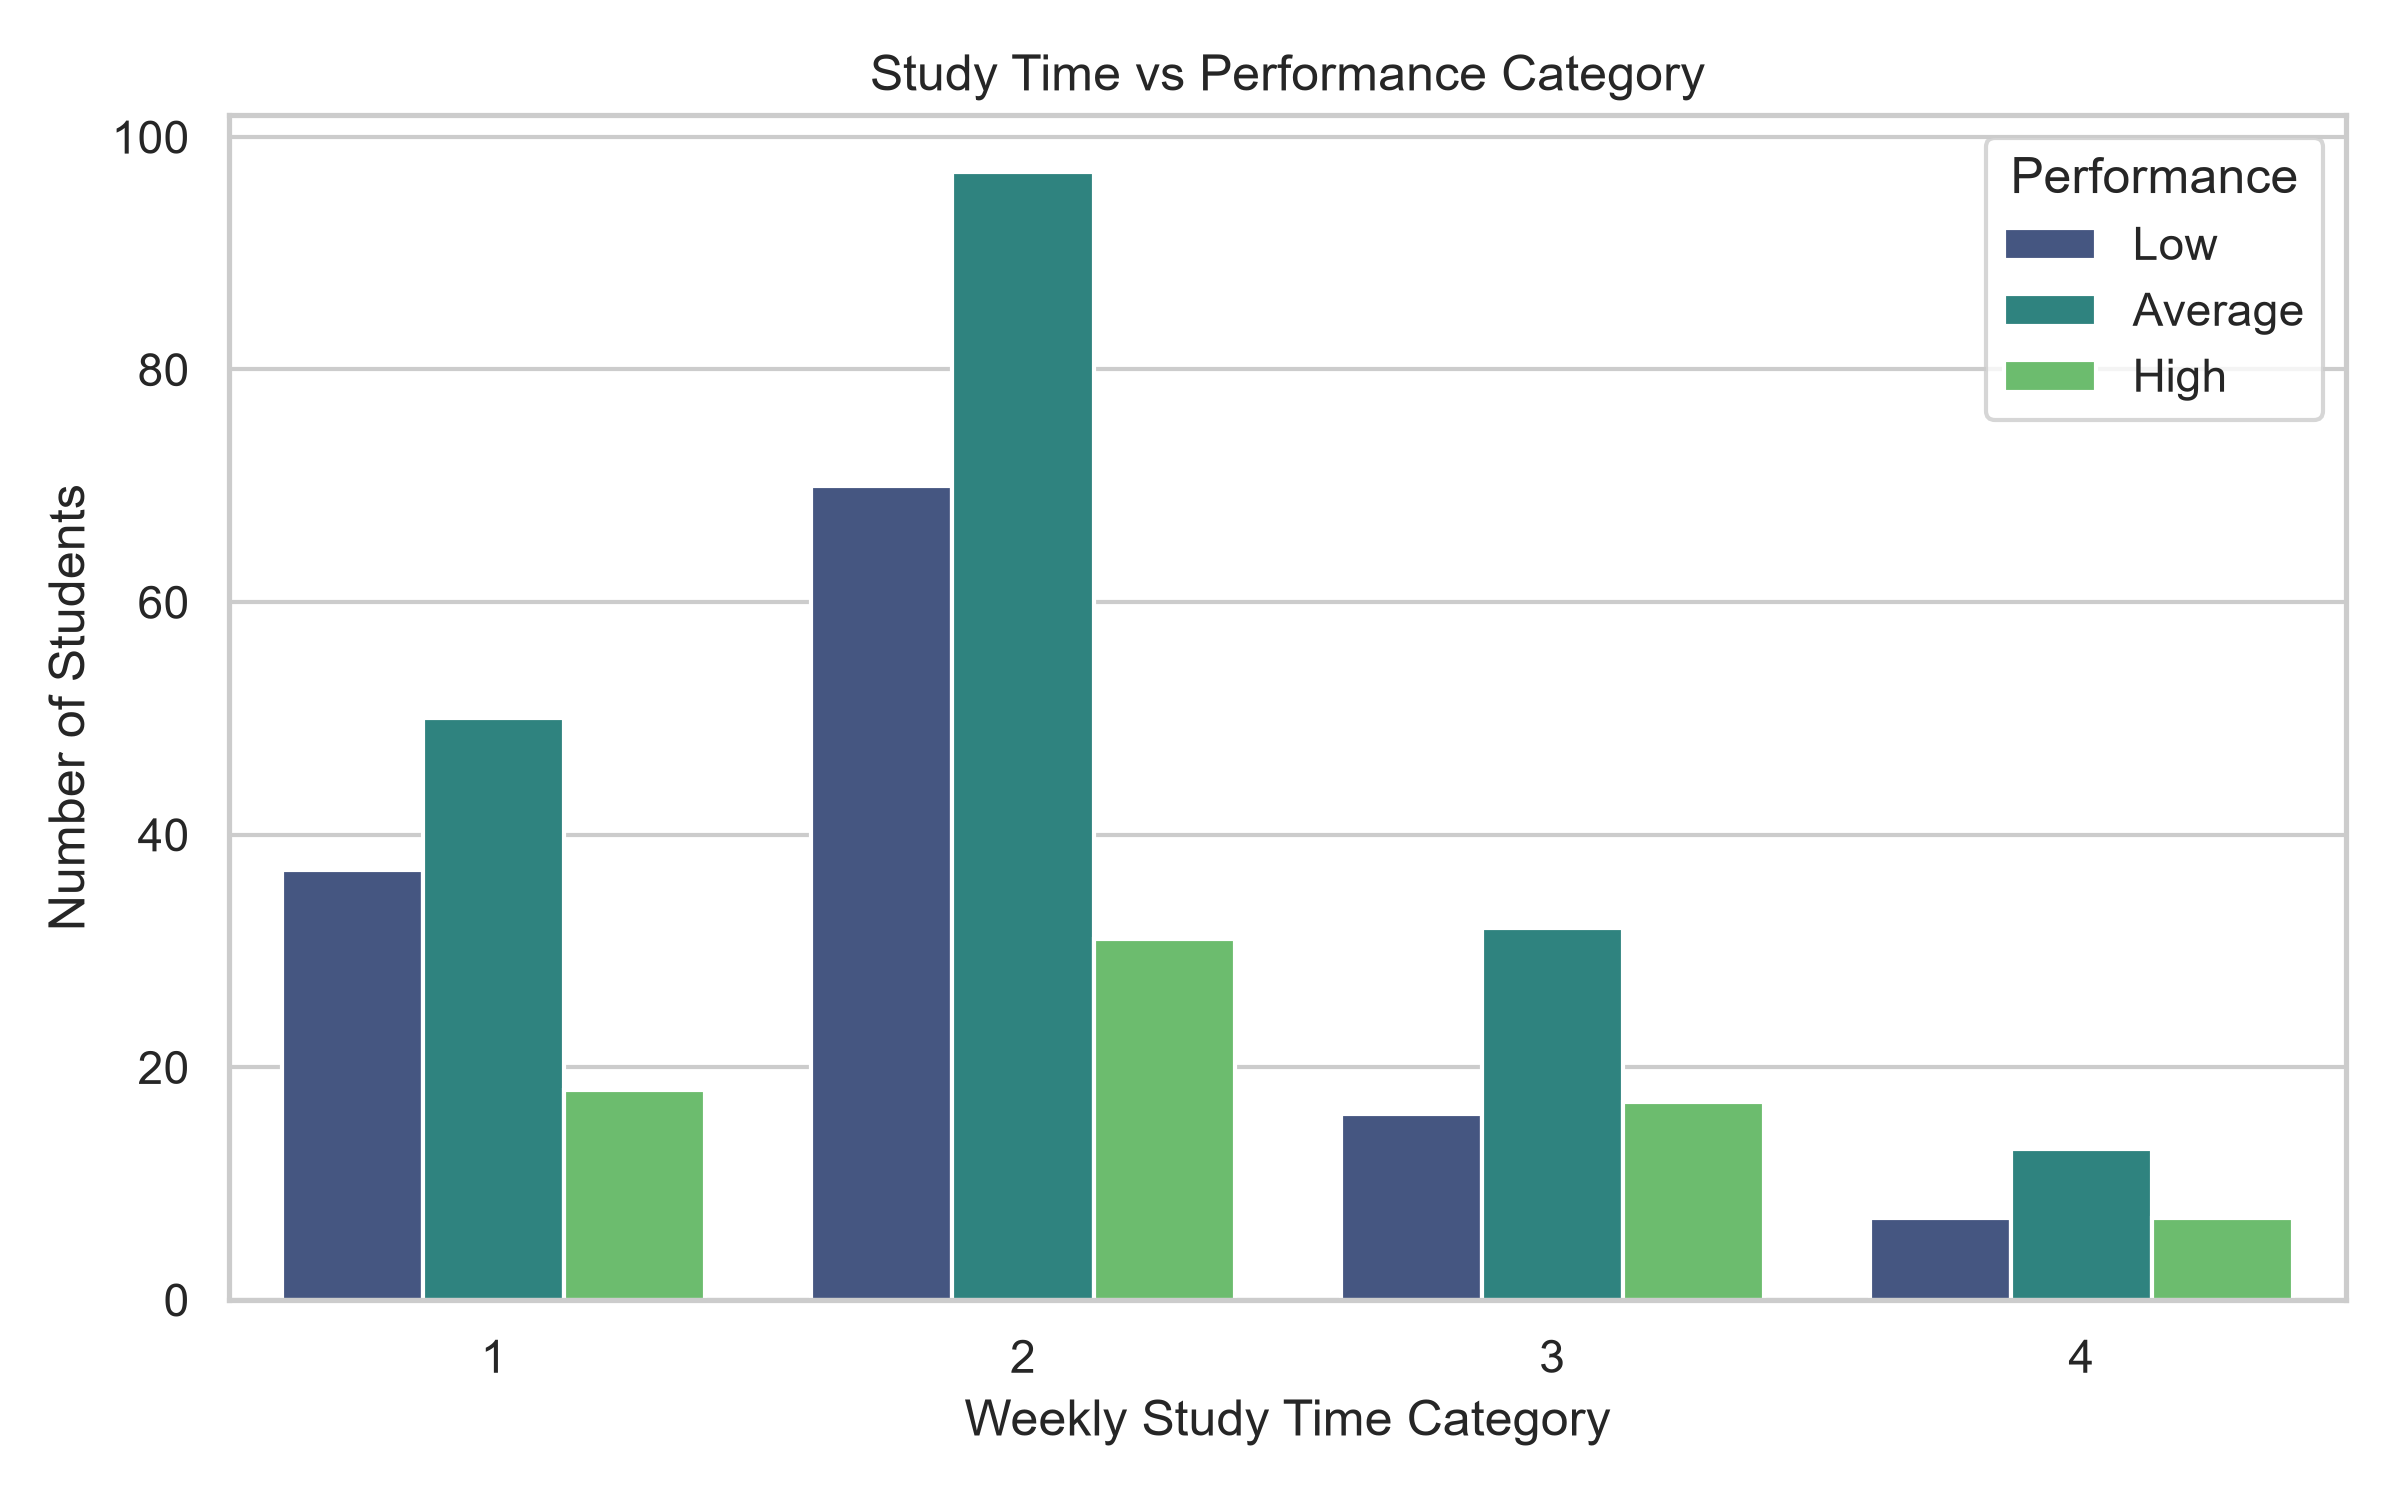 Study Time vs Performance Category
100
80
60
40
20
0
Number of Students
Performance
Low
Average
High
1 2 3 4
Weekly Study Time Category